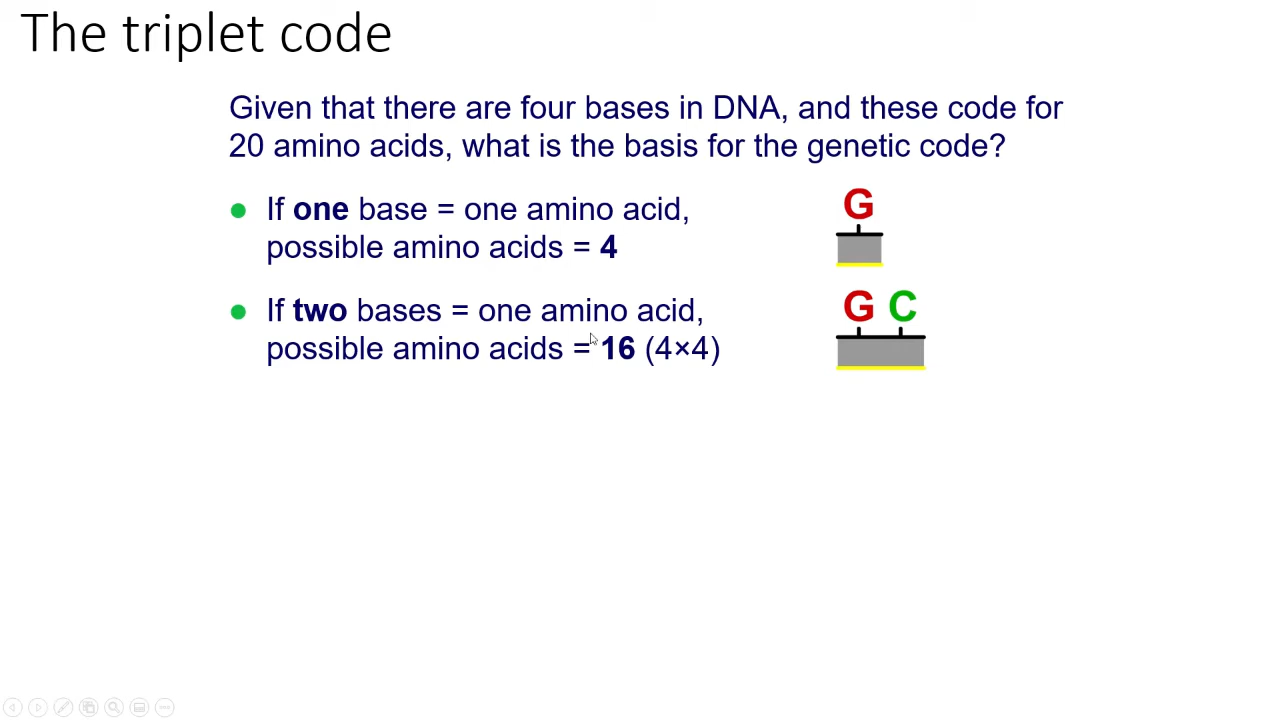 The triplet code
Given that there are four bases in DNA, and these code for
20 amino acids, what is the basis for the genetic code?
● If one base = one amino acid,
possible amino acids = 4
G
● If two bases = one amino acid,
possible amino acids = 16 (4×4)
G C